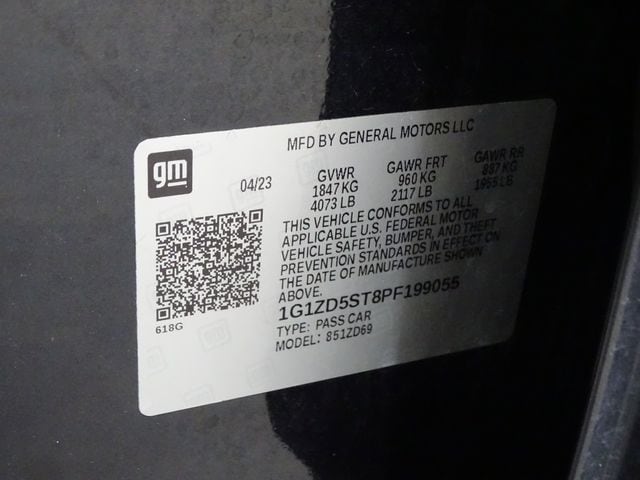 MFD BY GENERAL MOTORS LLC
gm
04/23
GVWR GAWR FRT GAWR RR
1847 KG 960 KG 887 KG
4073 LB 2117 LB 1955 LB
THIS VEHICLE CONFORMS TO ALL
APPLICABLE U.S. FEDERAL MOTOR
VEHICLE SAFETY, BUMPER, AND THEFT
PREVENTION STANDARDS IN EFFECT ON
THE DATE OF MANUFACTURE SHOWN
ABOVE.
1G1ZD5ST8PF199055
618G
TYPE: PASS CAR
MODEL: 851ZD69